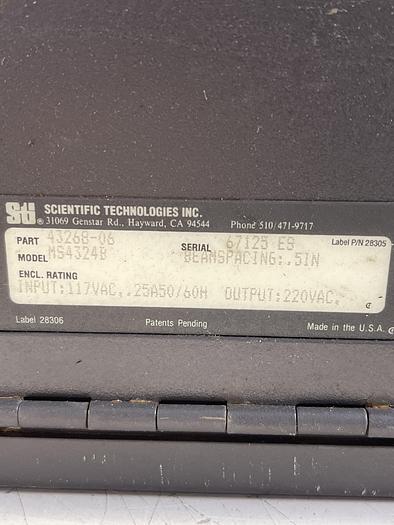 Sti SCIENTIFIC TECHNOLOGIES INC.
® 31069 Genstar Rd., Hayward, CA 94544 Phone 510/471-9717
PART 43268-06 SERIAL 67125 ES Label P/N 28305
MODEL MS4324B BEAMSPACING:.5IN
ENCL. RATING
INPUT:117VAC,.25A50/60H OUTPUT:220VAC,
Label 28306 Patents Pending Made in the U.S.A.